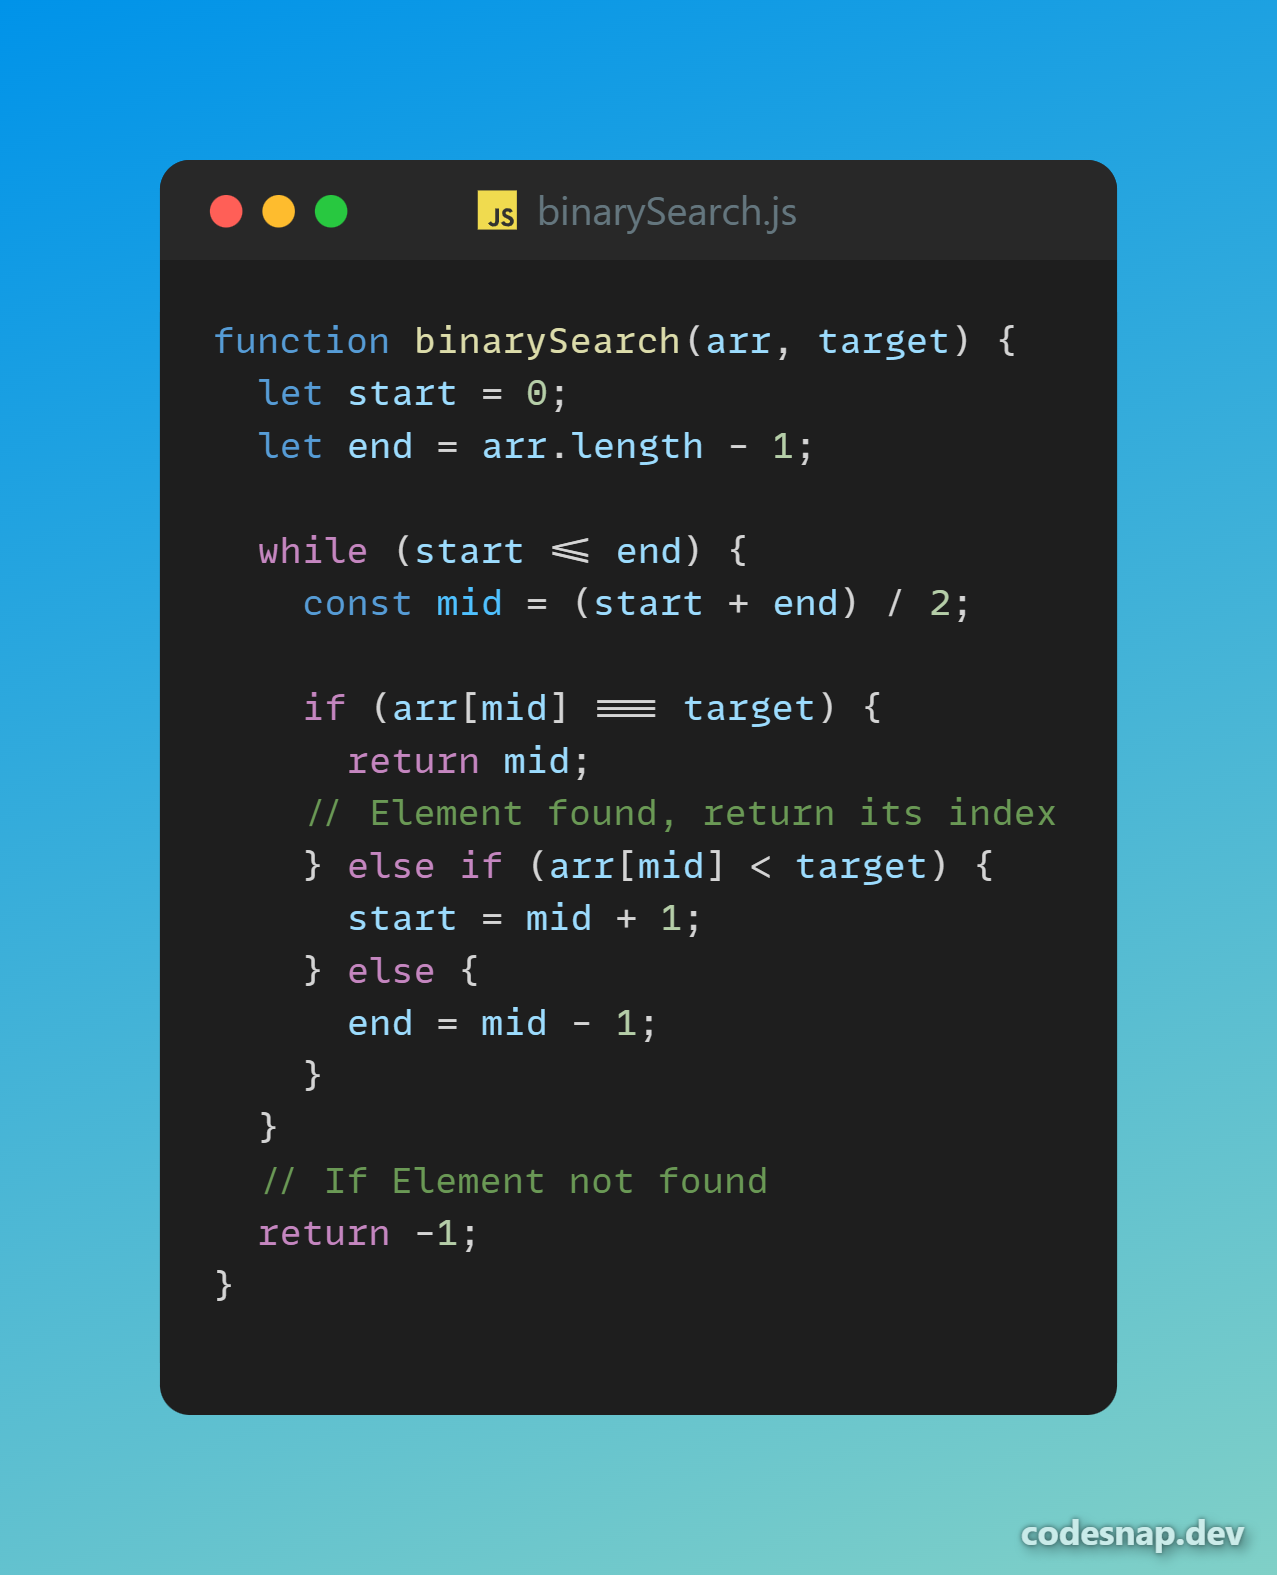 JS binarySearch.js
function binarySearch(arr, target) {
  let start = 0;
  let end = arr.length - 1;
  while (start <= end) {
    const mid = (start + end) / 2;
    if (arr[mid] === target) {
      return mid;
    // Element found, return its index
    } else if (arr[mid] < target) {
      start = mid + 1;
    } else {
      end = mid - 1;
    }
  }
  // If Element not found
  return -1;
}
codesnap.dev